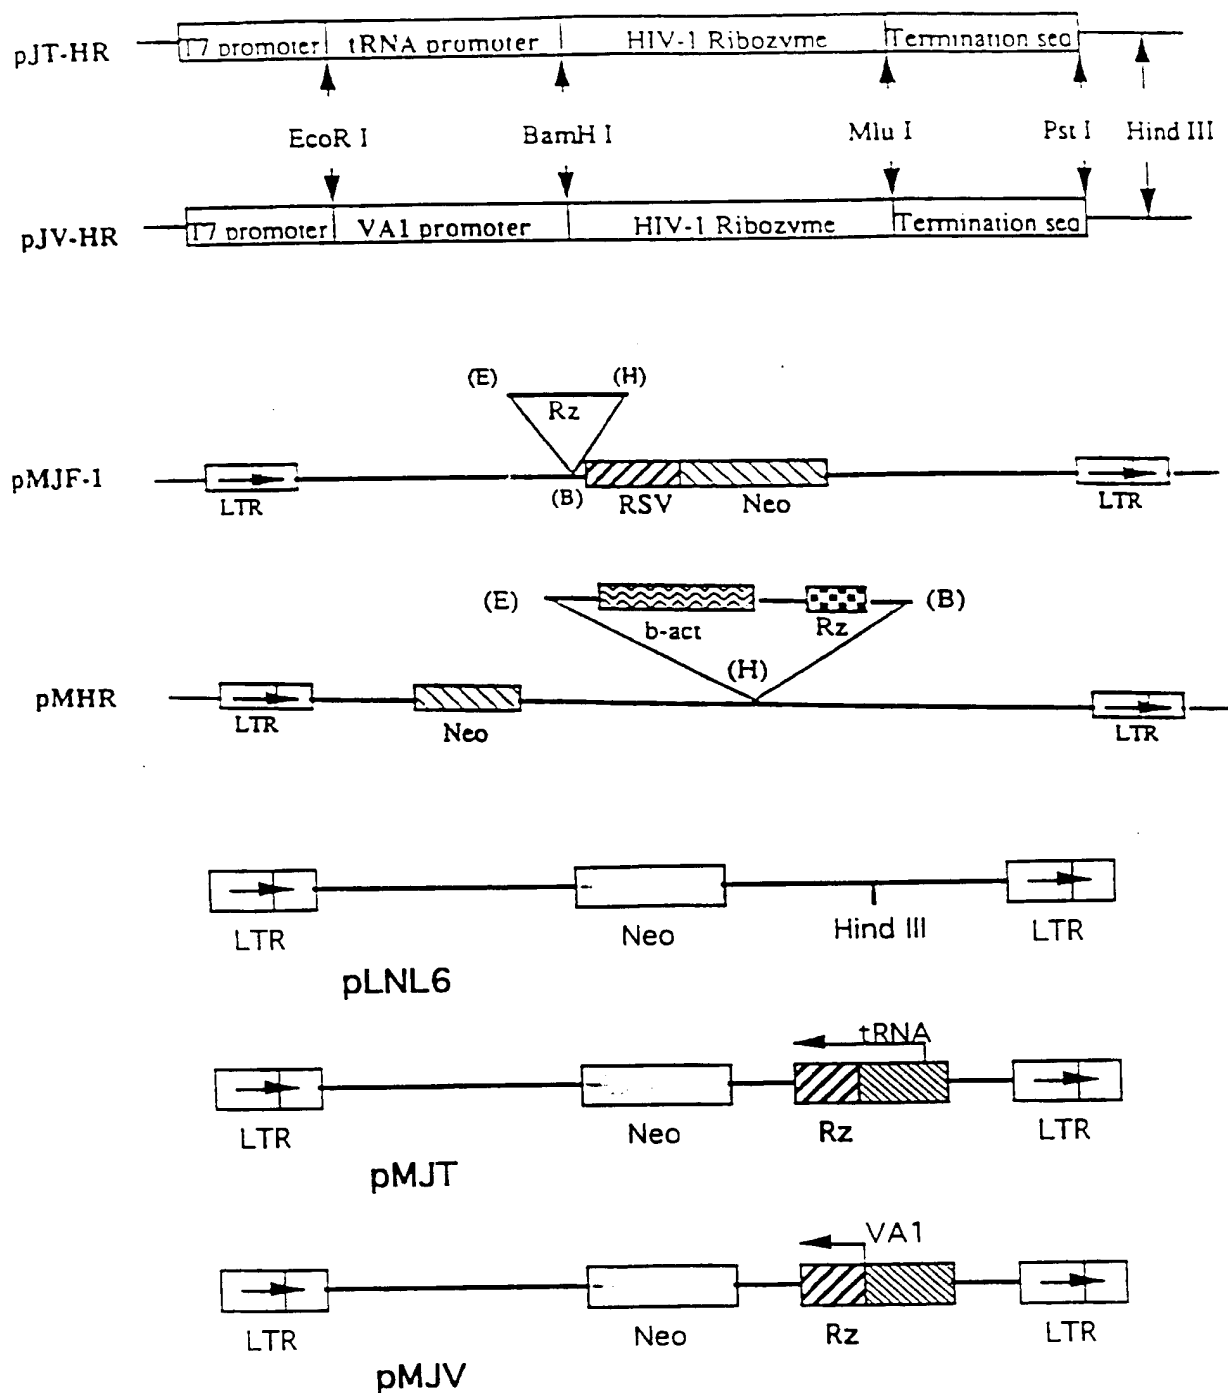 pJT-HR T7 promoter tRNA promoter HIV-1 Ribozyme Termination seq
EcoR I BamH I Mlu I Pst I Hind III
pJV-HR T7 promoter VA1 promoter HIV-1 Ribozyme Termination seq
(E) (H)
Rz
pMJF-1
LTR (B) RSV Neo LTR
(E) (B)
b-act Rz
(H)
pMHR
LTR Neo LTR
LTR Neo Hind III LTR
pLNL6
tRNA
LTR Neo Rz LTR
pMJT
VA1
LTR Neo Rz LTR
pMJV